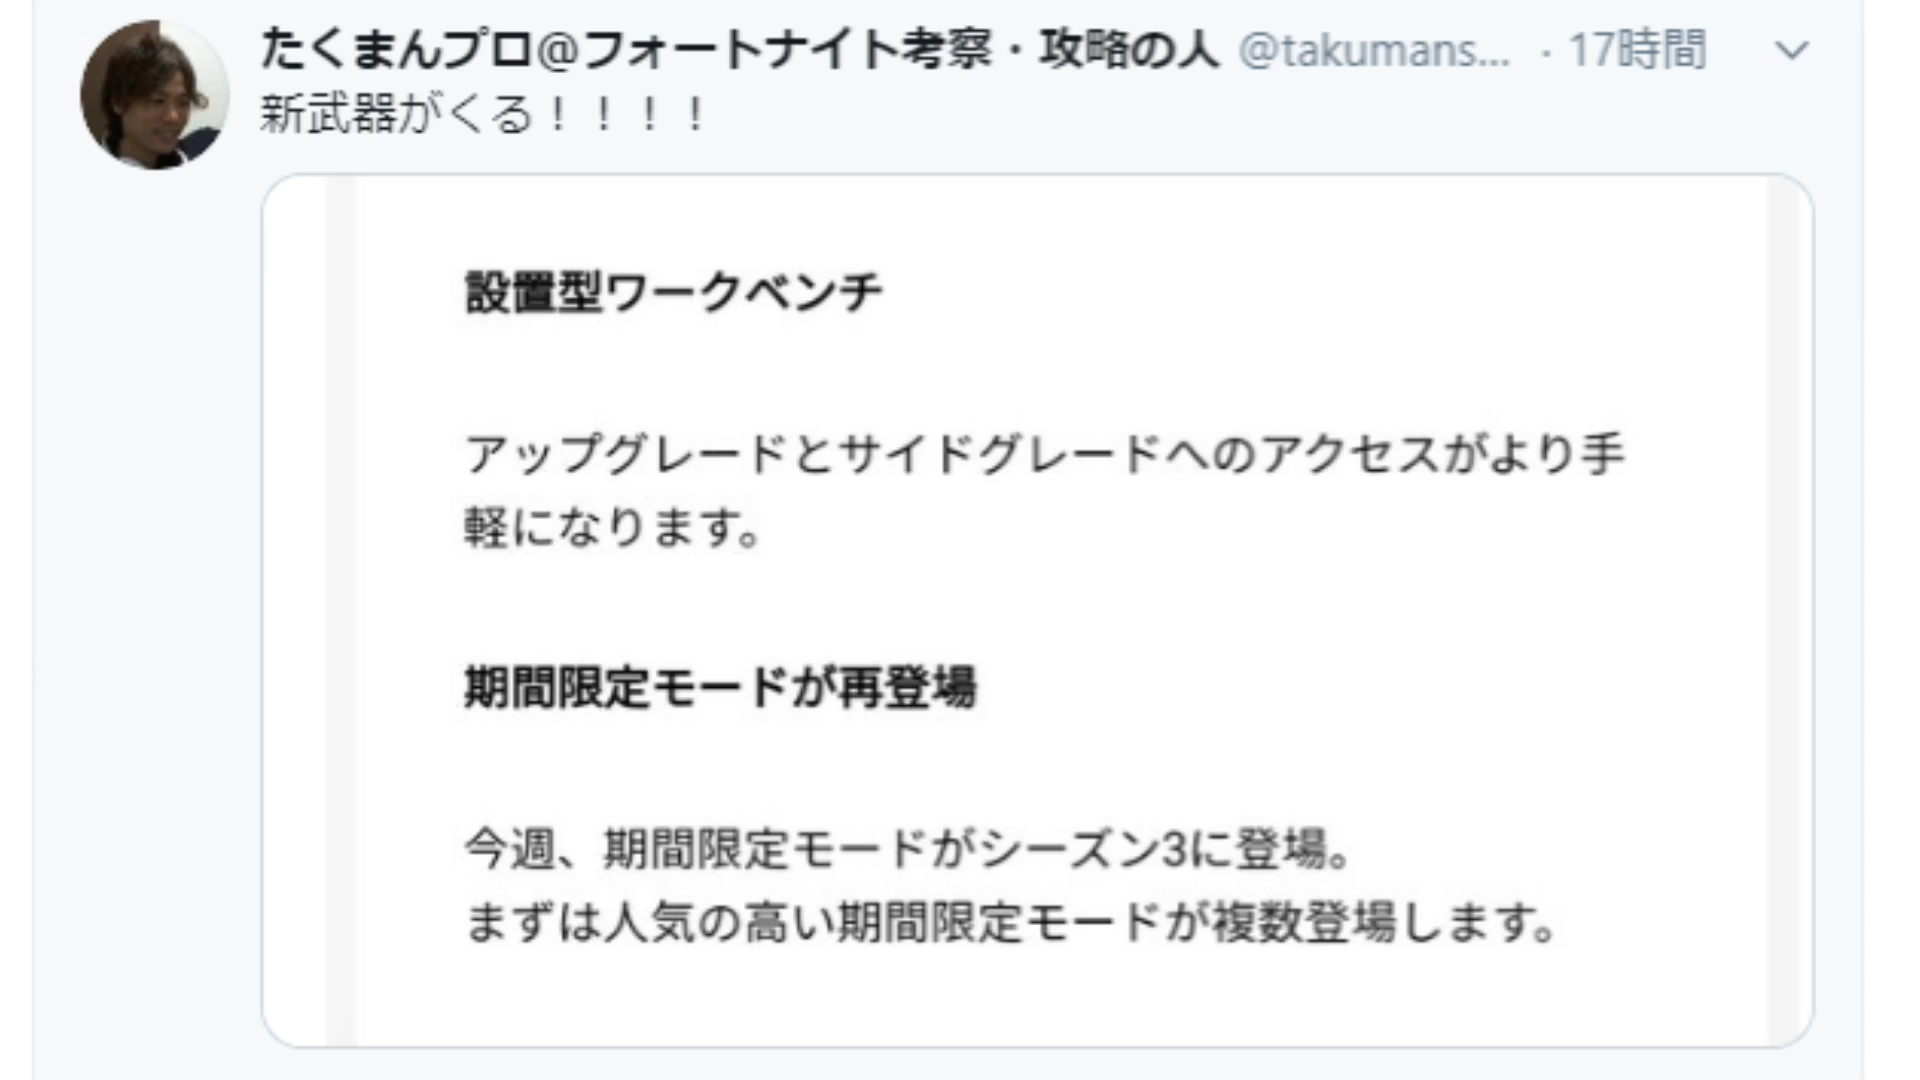 たくまんプロ@フォートナイト考察・攻略の人 @takumans... · 17時間
新武器がくる！！！！
設置型ワークベンチ
アップグレードとサイドグレードへのアクセスがより手
軽になります。
期間限定モードが再登場
今週、期間限定モードがシーズン3に登場。
まずは人気の高い期間限定モードが複数登場します。